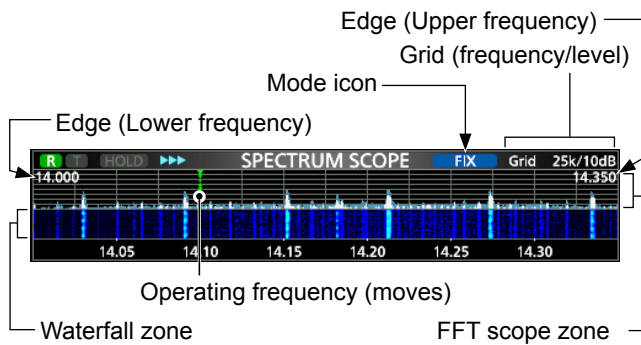 Edge (Upper frequency)
Grid (frequency/level)
Mode icon
Edge (Lower frequency)
R T HOLD SPECTRUM SCOPE FIX Grid 25k/10dB
14.000 14.350
14.05 14.10 14.15 14.20 14.25 14.30
Operating frequency (moves)
Waterfall zone FFT scope zone